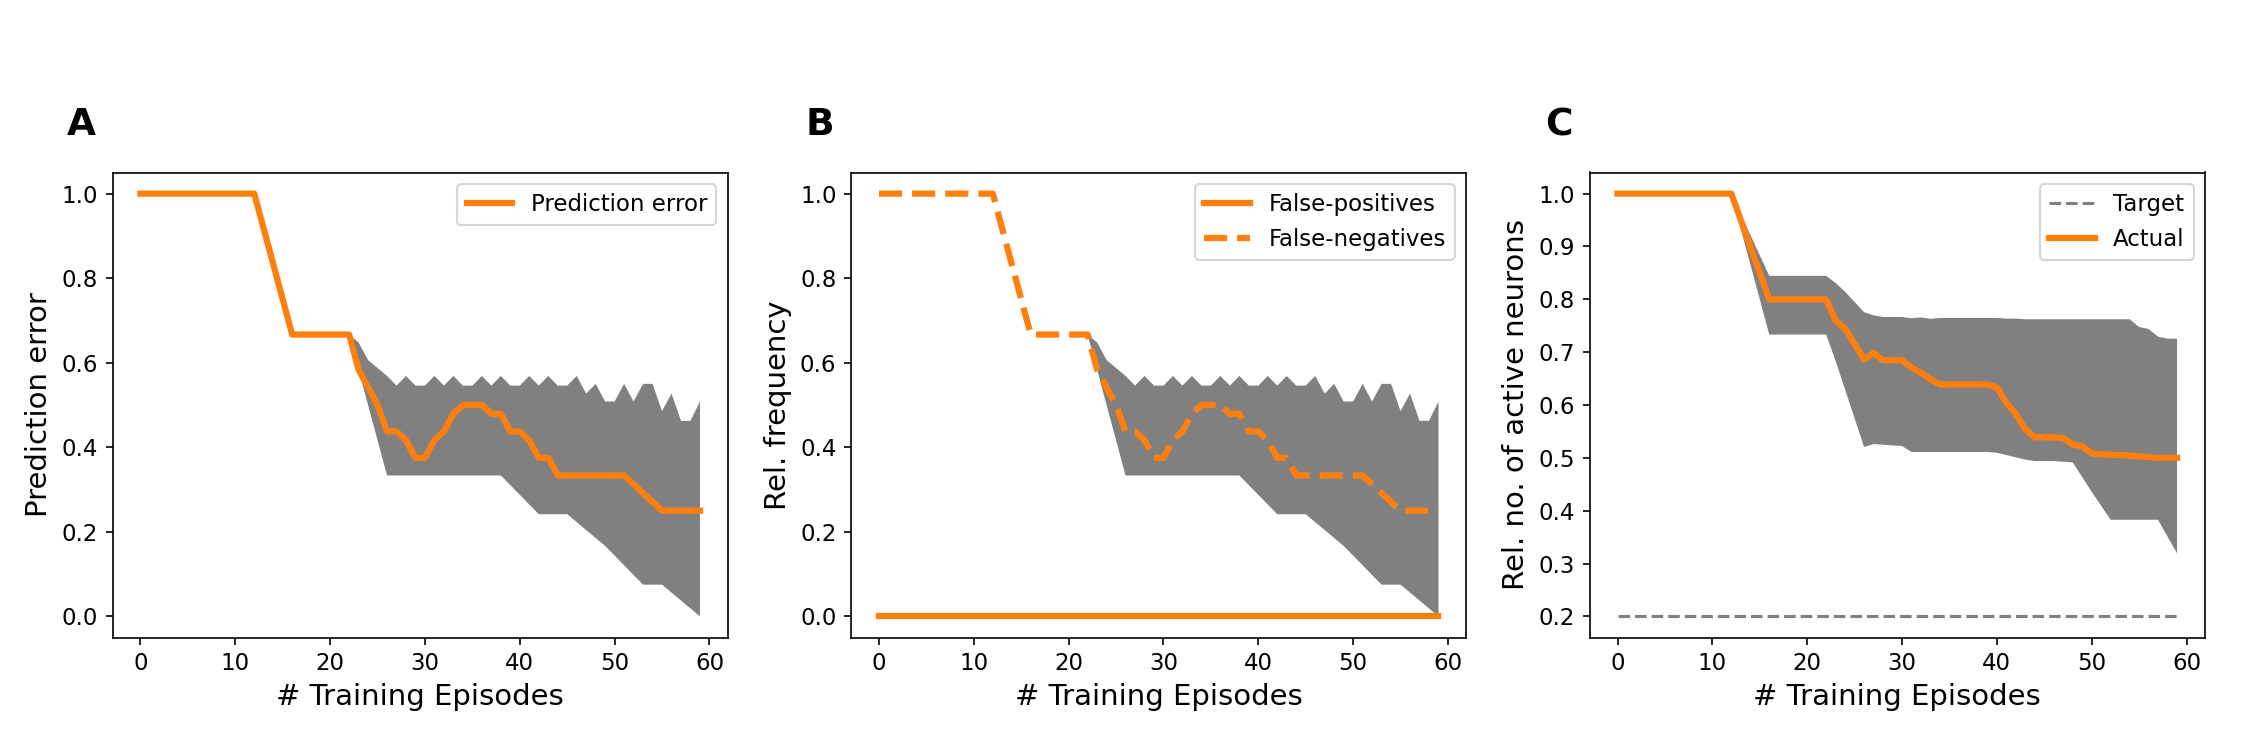 A
B
C
Prediction error
1.0
0.8
0.6
0.4
0.2
0.0
0 10 20 30 40 50 60
# Training Episodes
Prediction error
Rel. frequency
1.0
0.8
0.6
0.4
0.2
0.0
0 10 20 30 40 50 60
# Training Episodes
False-positives
False-negatives
Rel. no. of active neurons
1.0
0.9
0.8
0.7
0.6
0.5
0.4
0.3
0.2
0 10 20 30 40 50 60
# Training Episodes
Target
Actual